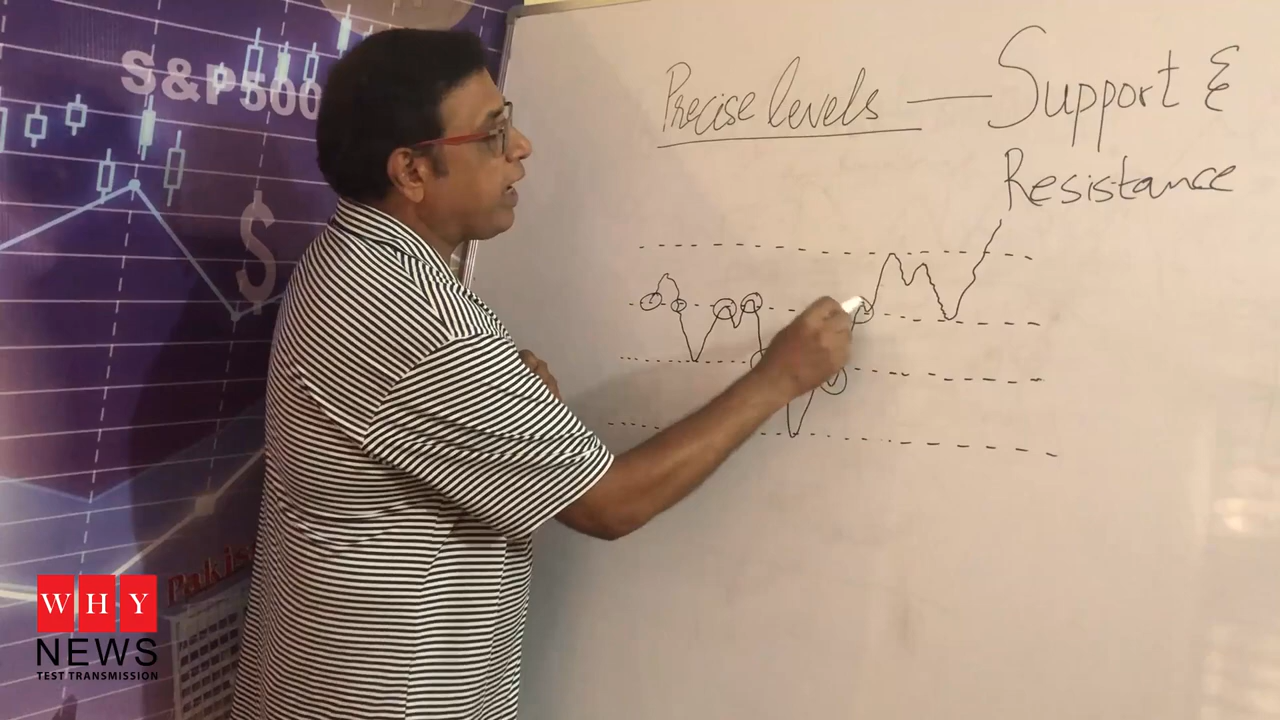 S&P500
$
Precise levels — Support &
Resistance
WHY
NEWS
TEST TRANSMISSION